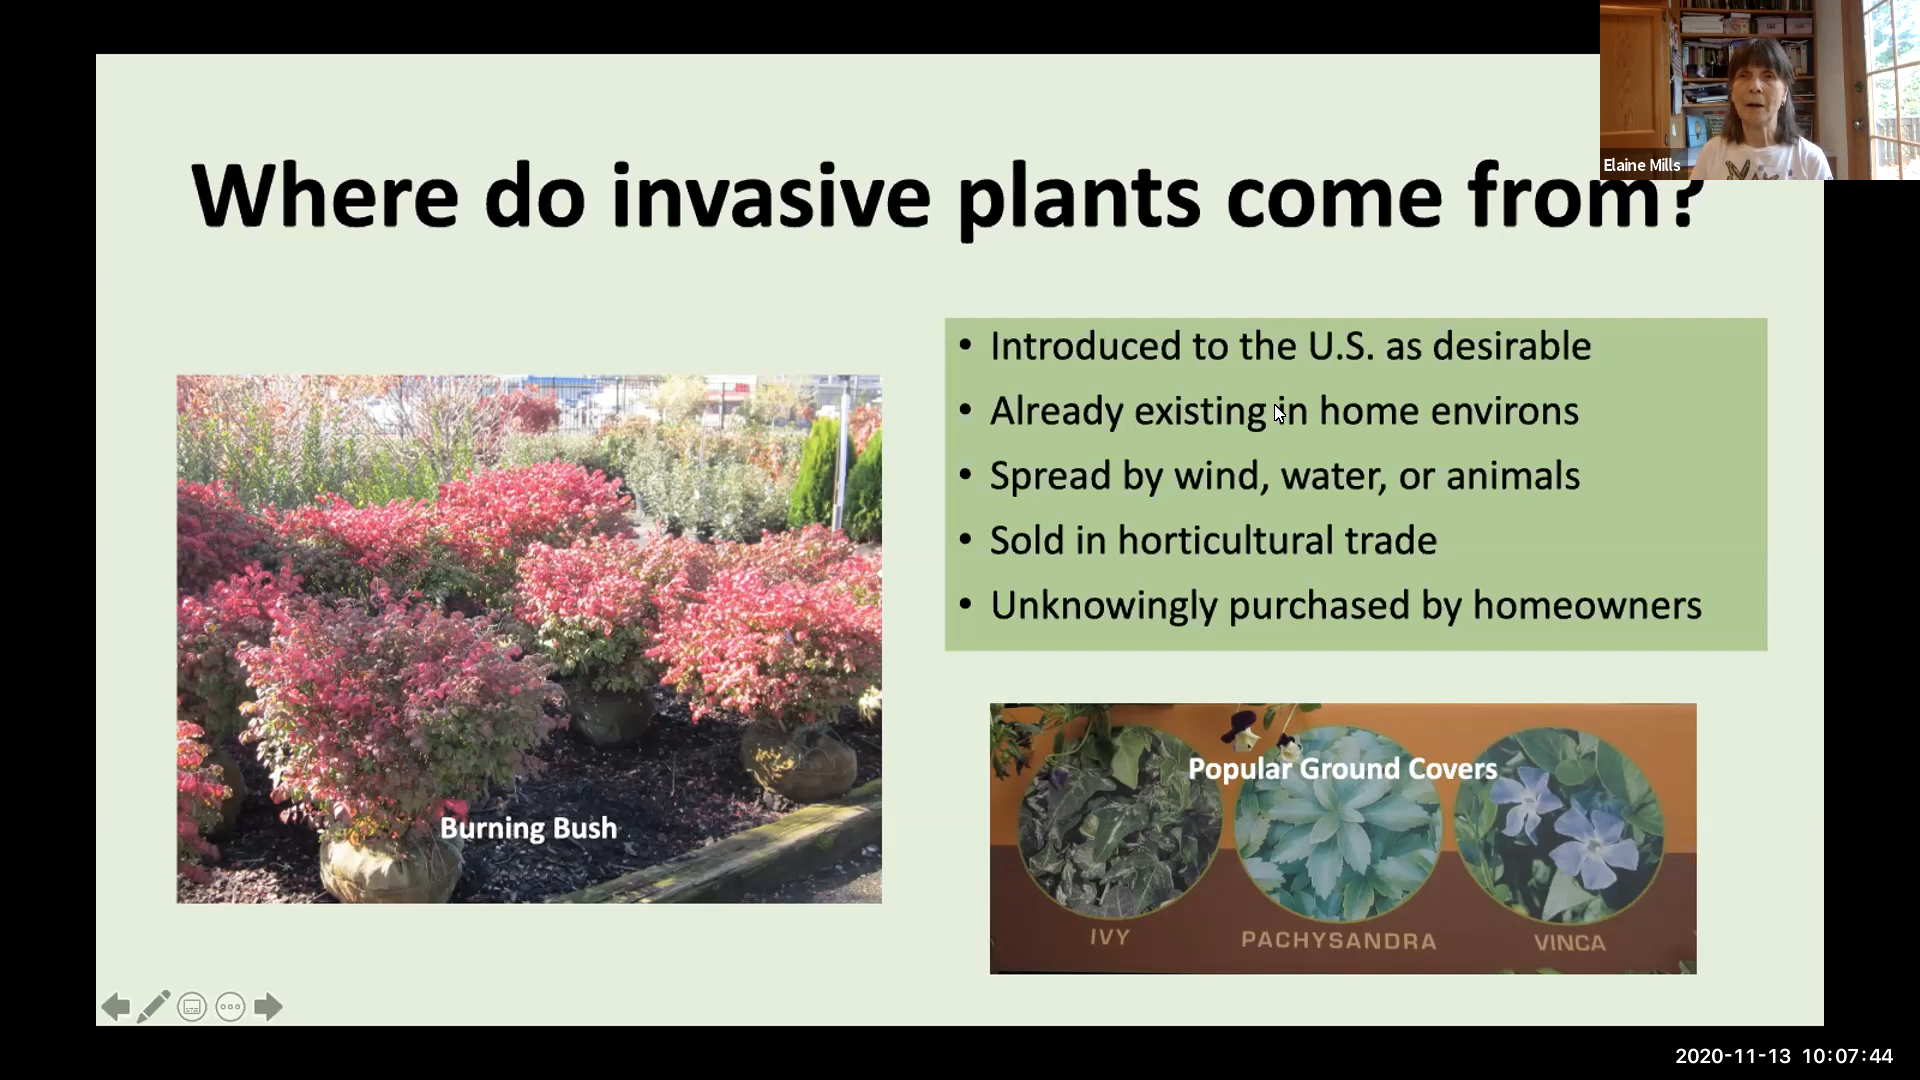 Elaine Mills
Where do invasive plants come from?
• Introduced to the U.S. as desirable
• Already existing in home environs
• Spread by wind, water, or animals
• Sold in horticultural trade
• Unknowingly purchased by homeowners
Burning Bush
Popular Ground Covers
IVY
PACHYSANDRA
VINCA
2020-11-13 10:07:44